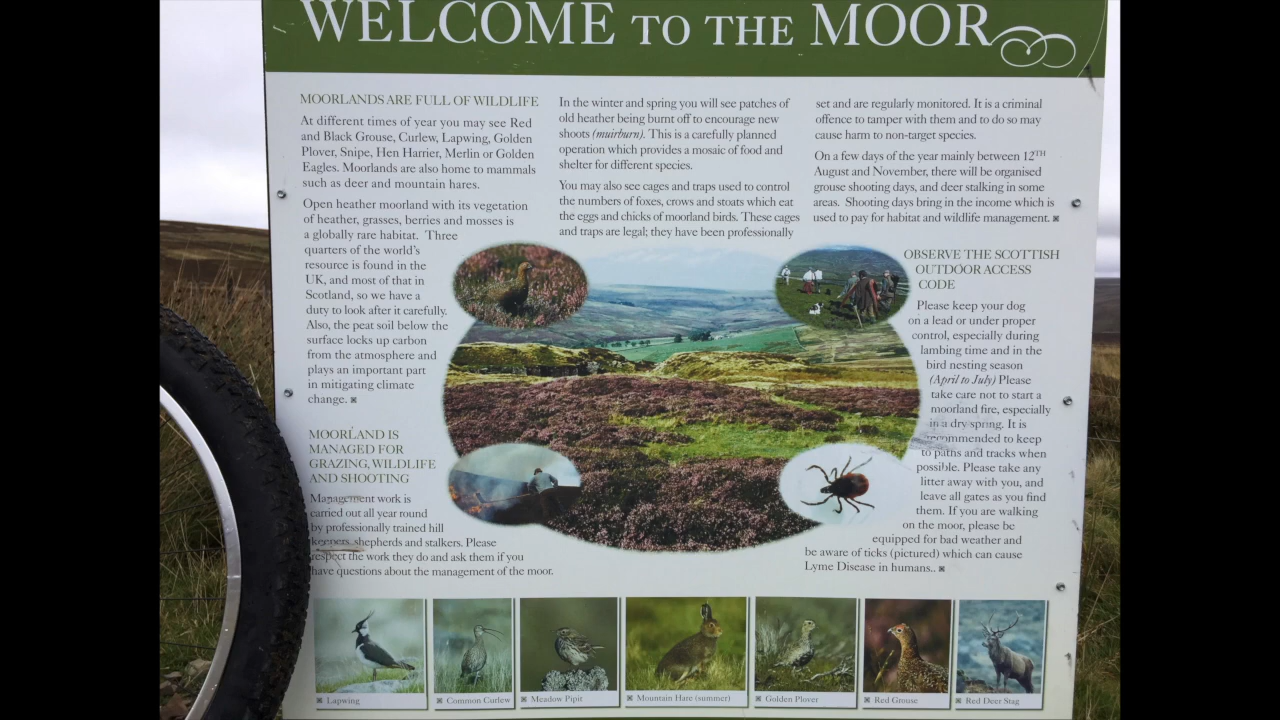 WELCOME TO THE MOOR
MOORLANDS ARE FULL OF WILDLIFE
At different times of year you may see Red
and Black Grouse, Curlew, Lapwing, Golden
Plover, Snipe, Hen Harrier, Merlin or Golden
Eagles. Moorlands are also home to mammals
such as deer and mountain hares.
Open heather moorland with its vegetation
of heather, grasses, berries and mosses is
a globally rare habitat. Three
quarters of the world's
resource is found in the
UK, and most of that in
Scotland, so we have a
duty to look after it carefully.
Also, the peat soil below the
surface locks up carbon
from the atmosphere and
plays an important part
in mitigating climate
change.
MOORLAND IS
MANAGED FOR
GRAZING, WILDLIFE
AND SHOOTING
Management work is
carried out all year round
by professionally trained hill
keepers, shepherds and stalkers. Please
respect the work they do and ask them if you
have questions about the management of the moor.
In the winter and spring you will see patches of
old heather being burnt off to encourage new
shoots (muirburn). This is a carefully planned
operation which provides a mosaic of food and
shelter for different species.
You may also see cages and traps used to control
the numbers of foxes, crows and stoats which eat
the eggs and chicks of moorland birds. These cages
and traps are legal; they have been professionally
set and are regularly monitored. It is a criminal
offence to tamper with them and to do so may
cause harm to non-target species.
On a few days of the year mainly between 12TH
August and November, there will be organised
grouse shooting days, and deer stalking in some
areas. Shooting days bring in the income which is
used to pay for habitat and wildlife management.
OBSERVE THE SCOTTISH
OUTDOOR ACCESS
CODE
Please keep your dog
on a lead or under proper
control, especially during
lambing time and in the
bird nesting season
(April to July) Please
take care not to start a
moorland fire, especially
in a dry spring. It is
recommended to keep
to paths and tracks when
possible. Please take any
litter away with you, and
leave all gates as you find
them. If you are walking
on the moor, please be
equipped for bad weather and
be aware of ticks (pictured) which can cause
Lyme Disease in humans..
Lapwing
Common Curlew
Meadow Pipit
Mountain Hare (summer)
Golden Plover
Red Grouse
Red Deer Stag